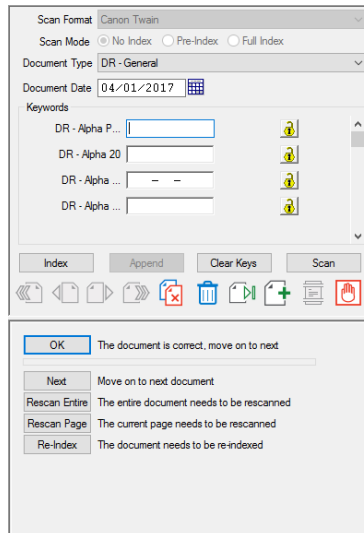 Scan Format Canon Twain
Scan Mode No Index Pre-Index Full Index
Document Type DR - General
Document Date 04/01/2017
Keywords
DR - Alpha P...
DR - Alpha 20
DR - Alpha ... – –
DR - Alpha ...
Index Append Clear Keys Scan
OK The document is correct, move on to next
Next Move on to next document
Rescan Entire The entire document needs to be rescanned
Rescan Page The current page needs to be rescanned
Re-Index The document needs to be re-indexed